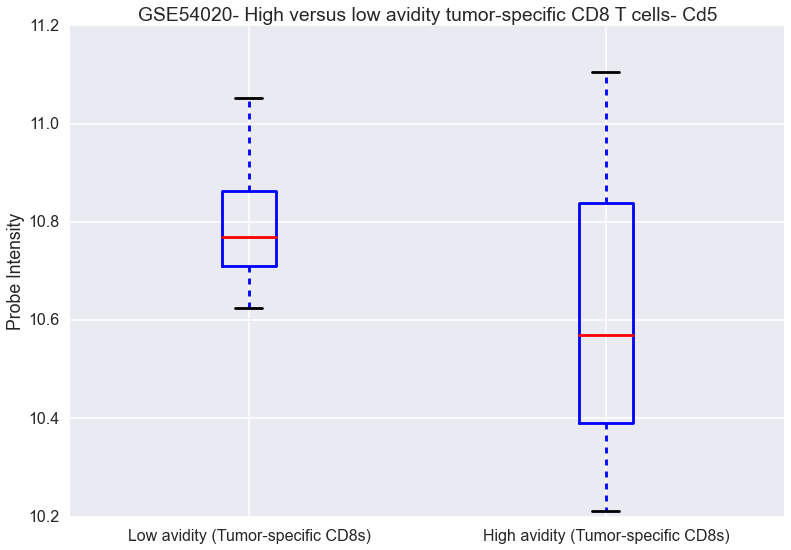 GSE54020- High versus low avidity tumor-specific CD8 T cells- Cd5
11.2
11.0
10.8
10.6
10.4
10.2
Probe Intensity
Low avidity (Tumor-specific CD8s)
High avidity (Tumor-specific CD8s)